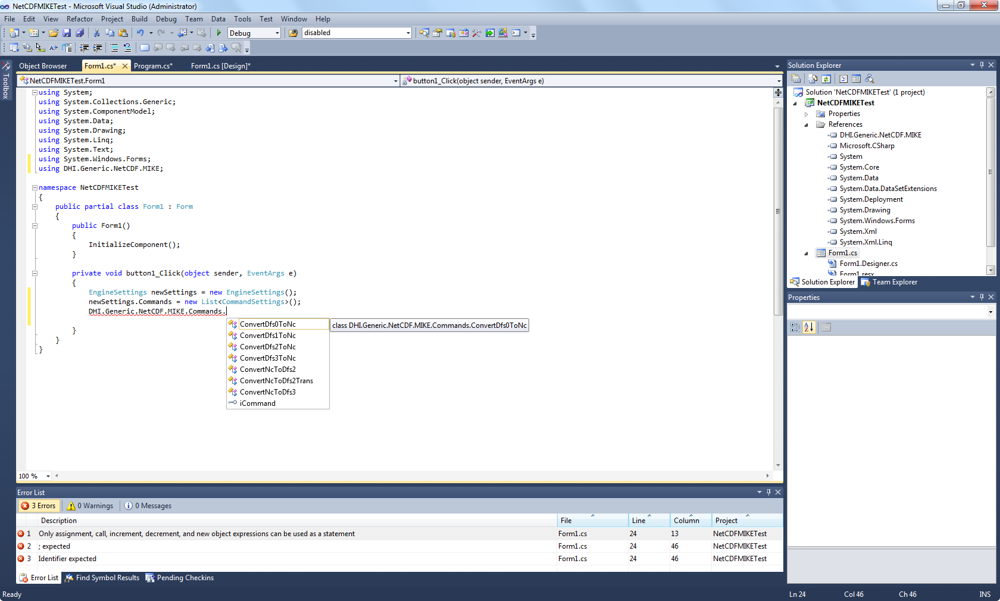 NetCDFMIKETest - Microsoft Visual Studio (Administrator)
File Edit View Refactor Project Build Debug Team Data Tools Test Window Help
Debug disabled
Toolbox
Object Browser Form1.cs* Program.cs* Form1.cs [Design]*
NetCDFMIKETest.Form1 button1_Click(object sender, EventArgs e)
using System;
using System.Collections.Generic;
using System.ComponentModel;
using System.Data;
using System.Drawing;
using System.Linq;
using System.Text;
using System.Windows.Forms;
using DHI.Generic.NetCDF.MIKE;
namespace NetCDFMIKETest
{
public partial class Form1 : Form
{
public Form1()
{
InitializeComponent();
}
private void button1_Click(object sender, EventArgs e)
{
EngineSettings newSettings = new EngineSettings();
newSettings.Commands = new List<CommandSettings>();
DHI.Generic.NetCDF.MIKE.Commands.
}
}
}
ConvertDfs0ToNc
ConvertDfs1ToNc
ConvertDfs2ToNc
ConvertDfs3ToNc
ConvertNcToDfs2
ConvertNcToDfs2Trans
ConvertNcToDfs3
iCommand
class DHI.Generic.NetCDF.MIKE.Commands.ConvertDfs0ToNc
100 %
Solution Explorer
Solution 'NetCDFMIKETest' (1 project)
NetCDFMIKETest
Properties
References
DHI.Generic.NetCDF.MIKE
Microsoft.CSharp
System
System.Core
System.Data
System.Data.DataSetExtensions
System.Deployment
System.Drawing
System.Windows.Forms
System.Xml
System.Xml.Linq
Form1.cs
Form1.Designer.cs
Form1.resx
Solution Explorer Team Explorer
Properties
Error List
3 Errors 0 Warnings 0 Messages
Description File Line Column Project
1 Only assignment, call, increment, decrement, and new object expressions can be used as a statement Form1.cs 24 13 NetCDFMIKETest
2 ; expected Form1.cs 24 46 NetCDFMIKETest
3 Identifier expected Form1.cs 24 46 NetCDFMIKETest
Error List Find Symbol Results Pending Checkins
Ready Ln 24 Col 46 Ch 46 INS